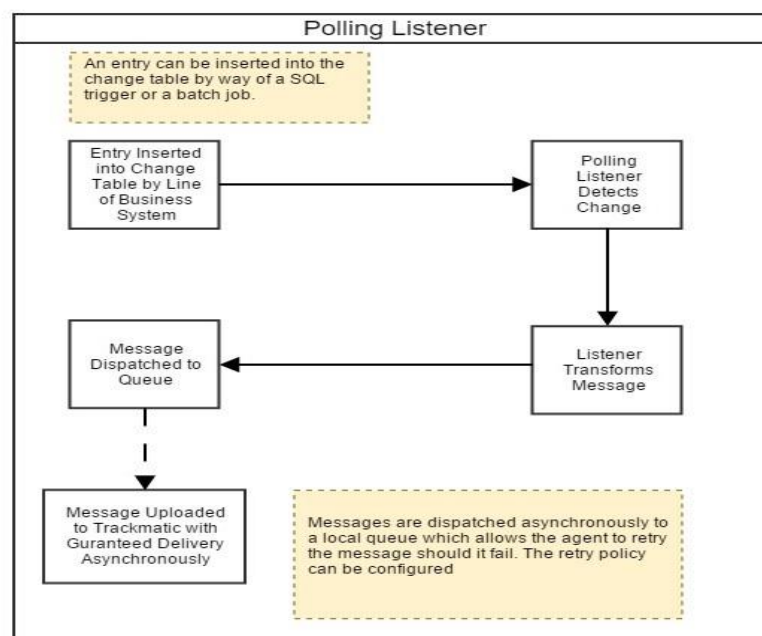 Polling Listener
An entry can be inserted into the
change table by way of a SQL
trigger or a batch job.
Entry Inserted
into Change
Table by Line
of Business
System
Polling
Listener
Detects
Change
Message
Dispatched to
Queue
Listener
Transforms
Message
Message Uploaded
to Trackmatic with
Guranteed Delivery
Asynchronously
Messages are dispatched asynchronously to
a local queue which allows the agent to retry
the message should it fail. The retry policy
can be configured